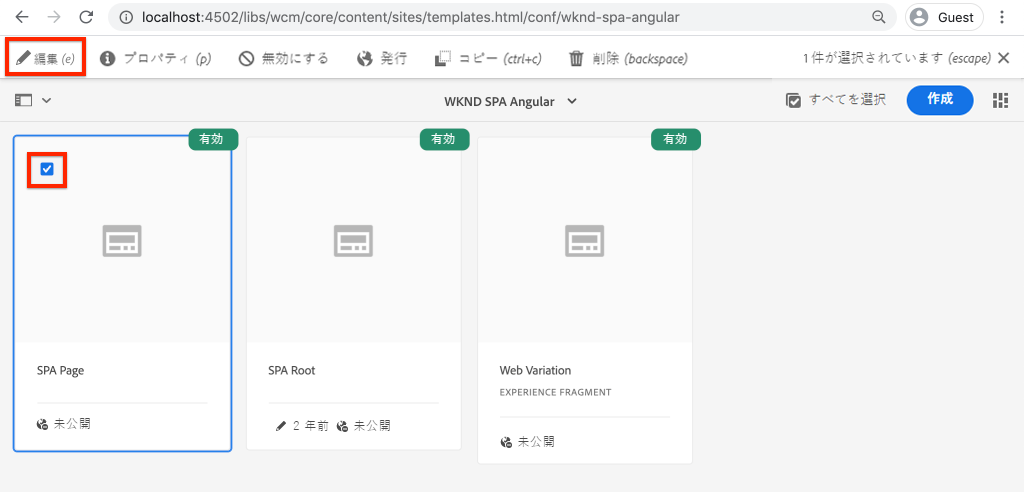 localhost:4502/libs/wcm/core/content/sites/templates.html/conf/wknd-spa-angular
Guest
編集 (e)
プロパティ (p)
無効にする
発行
コピー (ctrl+c)
削除 (backspace)
1 件が選択されています (escape)
WKND SPA Angular
すべてを選択
作成
有効
有効
有効
SPA Page
未公開
SPA Root
2 年前 未公開
Web Variation
EXPERIENCE FRAGMENT
未公開